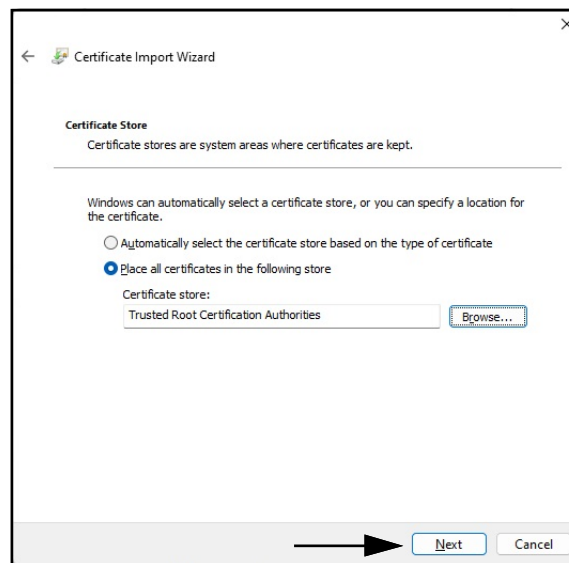 Certificate Import Wizard
Certificate Store
Certificate stores are system areas where certificates are kept.
Windows can automatically select a certificate store, or you can specify a location for
the certificate.
Automatically select the certificate store based on the type of certificate
Place all certificates in the following store
Certificate store:
Trusted Root Certification Authorities
Browse...
Next
Cancel